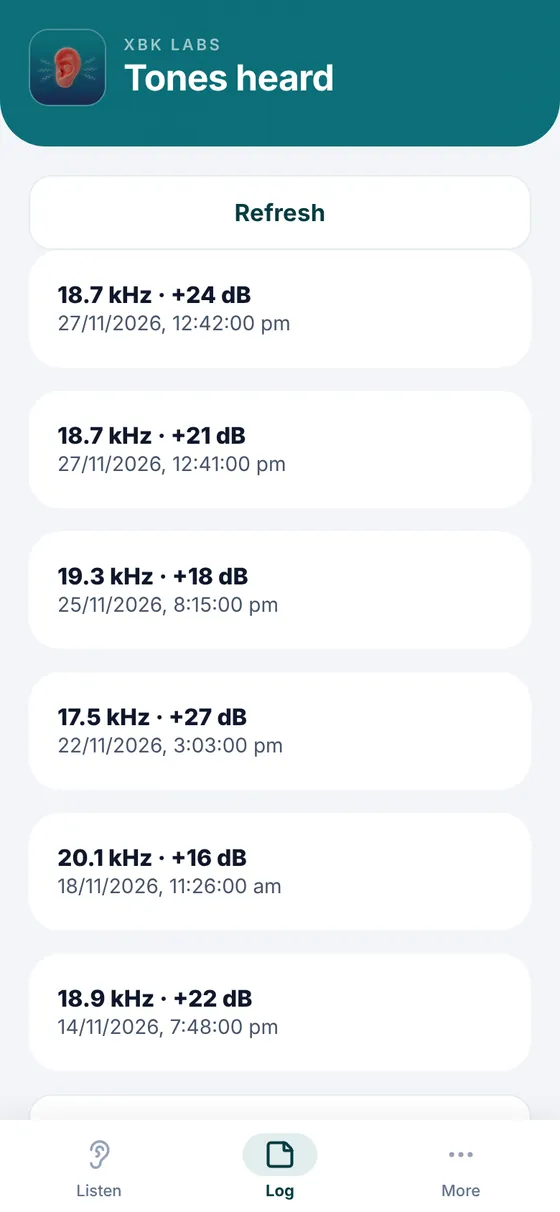 XBK LABS
Tones heard
Refresh
18.7 kHz · +24 dB
27/11/2026, 12:42:00 pm
18.7 kHz · +21 dB
27/11/2026, 12:41:00 pm
19.3 kHz · +18 dB
25/11/2026, 8:15:00 pm
17.5 kHz · +27 dB
22/11/2026, 3:03:00 pm
20.1 kHz · +16 dB
18/11/2026, 11:26:00 am
18.9 kHz · +22 dB
14/11/2026, 7:48:00 pm
Listen
Log
More